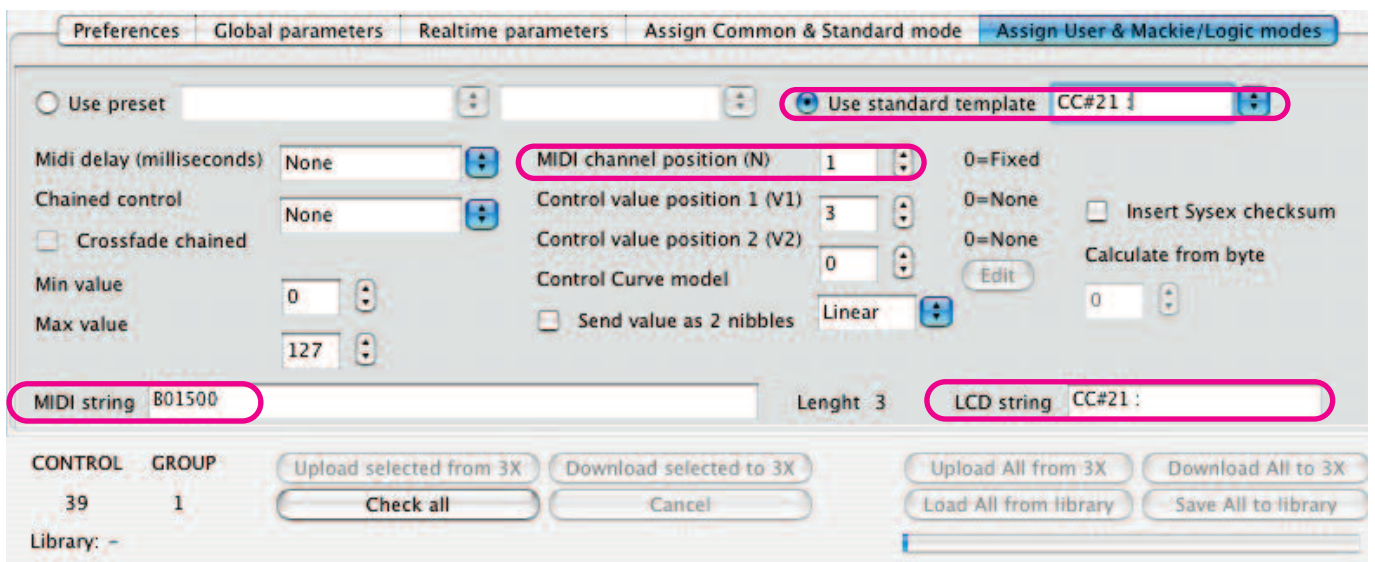 Preferences Global parameters Realtime parameters Assign Common & Standard mode Assign User & Mackie/Logic modes
Use preset Use standard template CC#21 :
Midi delay (milliseconds) None MIDI channel position (N) 1 0=Fixed
Chained control None Control value position 1 (V1) 3 0=None Insert Sysex checksum
Crossfade chained Control value position 2 (V2) 0 0=None Calculate from byte
Min value 0 Control Curve model Linear Edit 0
Max value 127 Send value as 2 nibbles
MIDI string B01500 Lenght 3 LCD string CC#21 :
CONTROL GROUP Upload selected from 3X Download selected to 3X Upload All from 3X Download All to 3X
39 1 Check all Cancel Load All from library Save All to library
Library: -